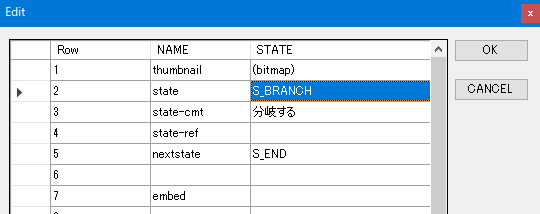 Edit
x
Row NAME STATE
1 thumbnail (bitmap)
2 state S_BRANCH
3 state-cmt 分岐する
4 state-ref
5 nextstate S_END
6
7 embed
OK
CANCEL